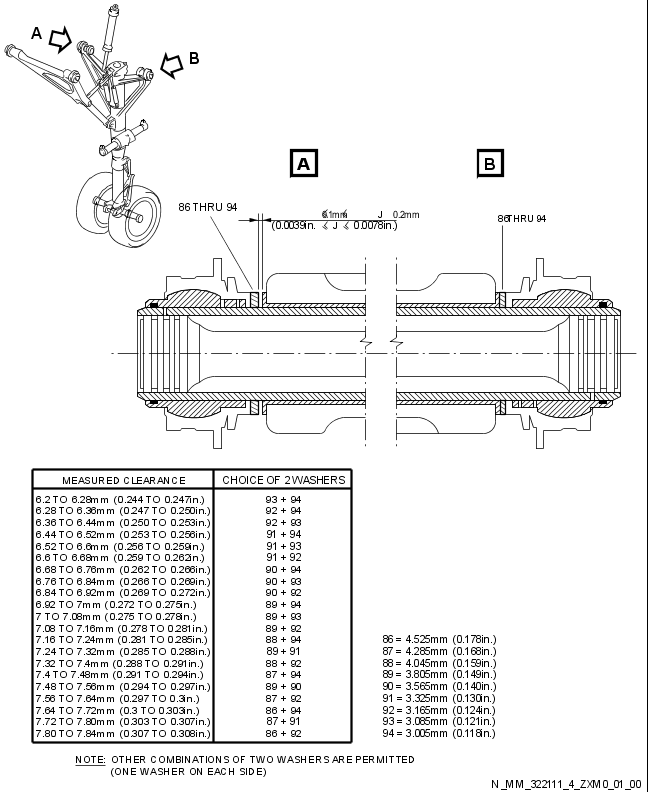 A
B
A
B
86 THRU 94
0.1mm ≤ J ≤ 0.2mm
(0.0039in. ≤ J ≤ 0.0078in.)
86THRU 94
MEASURED CLEARANCE CHOICE OF 2WASHERS
6.2 TO 6.28mm (0.244 TO 0.247in.) 93 + 94
6.28 TO 6.36mm (0.247 TO 0.250in.) 92 + 94
6.36 TO 6.44mm (0.250 TO 0.253in.) 92 + 93
6.44 TO 6.52mm (0.253 TO 0.256in.) 91 + 94
6.52 TO 6.6mm (0.256 TO 0.259in.) 91 + 93
6.6 TO 6.68mm (0.259 TO 0.262in.) 91 + 92
6.68 TO 6.76mm (0.262 TO 0.266in.) 90 + 94
6.76 TO 6.84mm (0.266 TO 0.269in.) 90 + 93
6.84 TO 6.92mm (0.269 TO 0.272in.) 90 + 92
6.92 TO 7mm (0.272 TO 0.275in.) 89 + 94
7 TO 7.08mm (0.275 TO 0.278in.) 89 + 93
7.08 TO 7.16mm (0.278 TO 0.281in.) 89 + 92
7.16 TO 7.24mm (0.281 TO 0.285in.) 88 + 94
7.24 TO 7.32mm (0.285 TO 0.288in.) 89 + 91
7.32 TO 7.4mm (0.288 TO 0.291in.) 88 + 92
7.4 TO 7.48mm (0.291 TO 0.294in.) 87 + 94
7.48 TO 7.56mm (0.294 TO 0.297in.) 89 + 90
7.56 TO 7.64mm (0.297 TO 0.3in.) 87 + 92
7.64 TO 7.72mm (0.3 TO 0.303in.) 86 + 94
7.72 TO 7.80mm (0.303 TO 0.307in.) 87 + 91
7.80 TO 7.84mm (0.307 TO 0.308in.) 86 + 92
86 = 4.525mm (0.178in.)
87 = 4.285mm (0.168in.)
88 = 4.045mm (0.159in.)
89 = 3.805mm (0.149in.)
90 = 3.565mm (0.140in.)
91 = 3.325mm (0.130in.)
92 = 3.165mm (0.124in.)
93 = 3.085mm (0.121in.)
94 = 3.005mm (0.118in.)
NOTE: OTHER COMBINATIONS OF TWO WASHERS ARE PERMITTED
(ONE WASHER ON EACH SIDE)
N_MM_322111_4_ZXM0_01_00